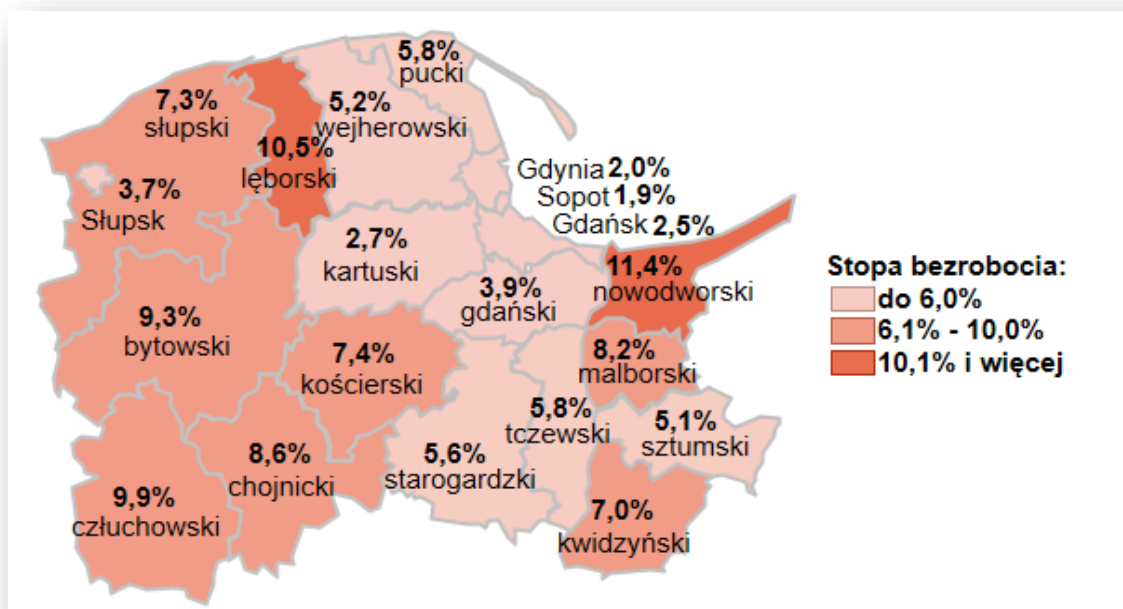 5,8%
pucki
7,3%
słupski
5,2%
wejherowski
10,5%
lęborski
3,7%
Słupsk
Gdynia 2,0%
Sopot 1,9%
Gdańsk 2,5%
2,7%
kartuski
3,9%
gdański
11,4%
nowodworski
Stopa bezrobocia:
do 6,0%
6,1% - 10,0%
10,1% i więcej
9,3%
bytowski
7,4%
kościerski
8,2%
malborski
5,8%
tczewski
5,1%
sztumski
8,6%
chojnicki
5,6%
starogardzki
9,9%
człuchowski
7,0%
kwidzyński